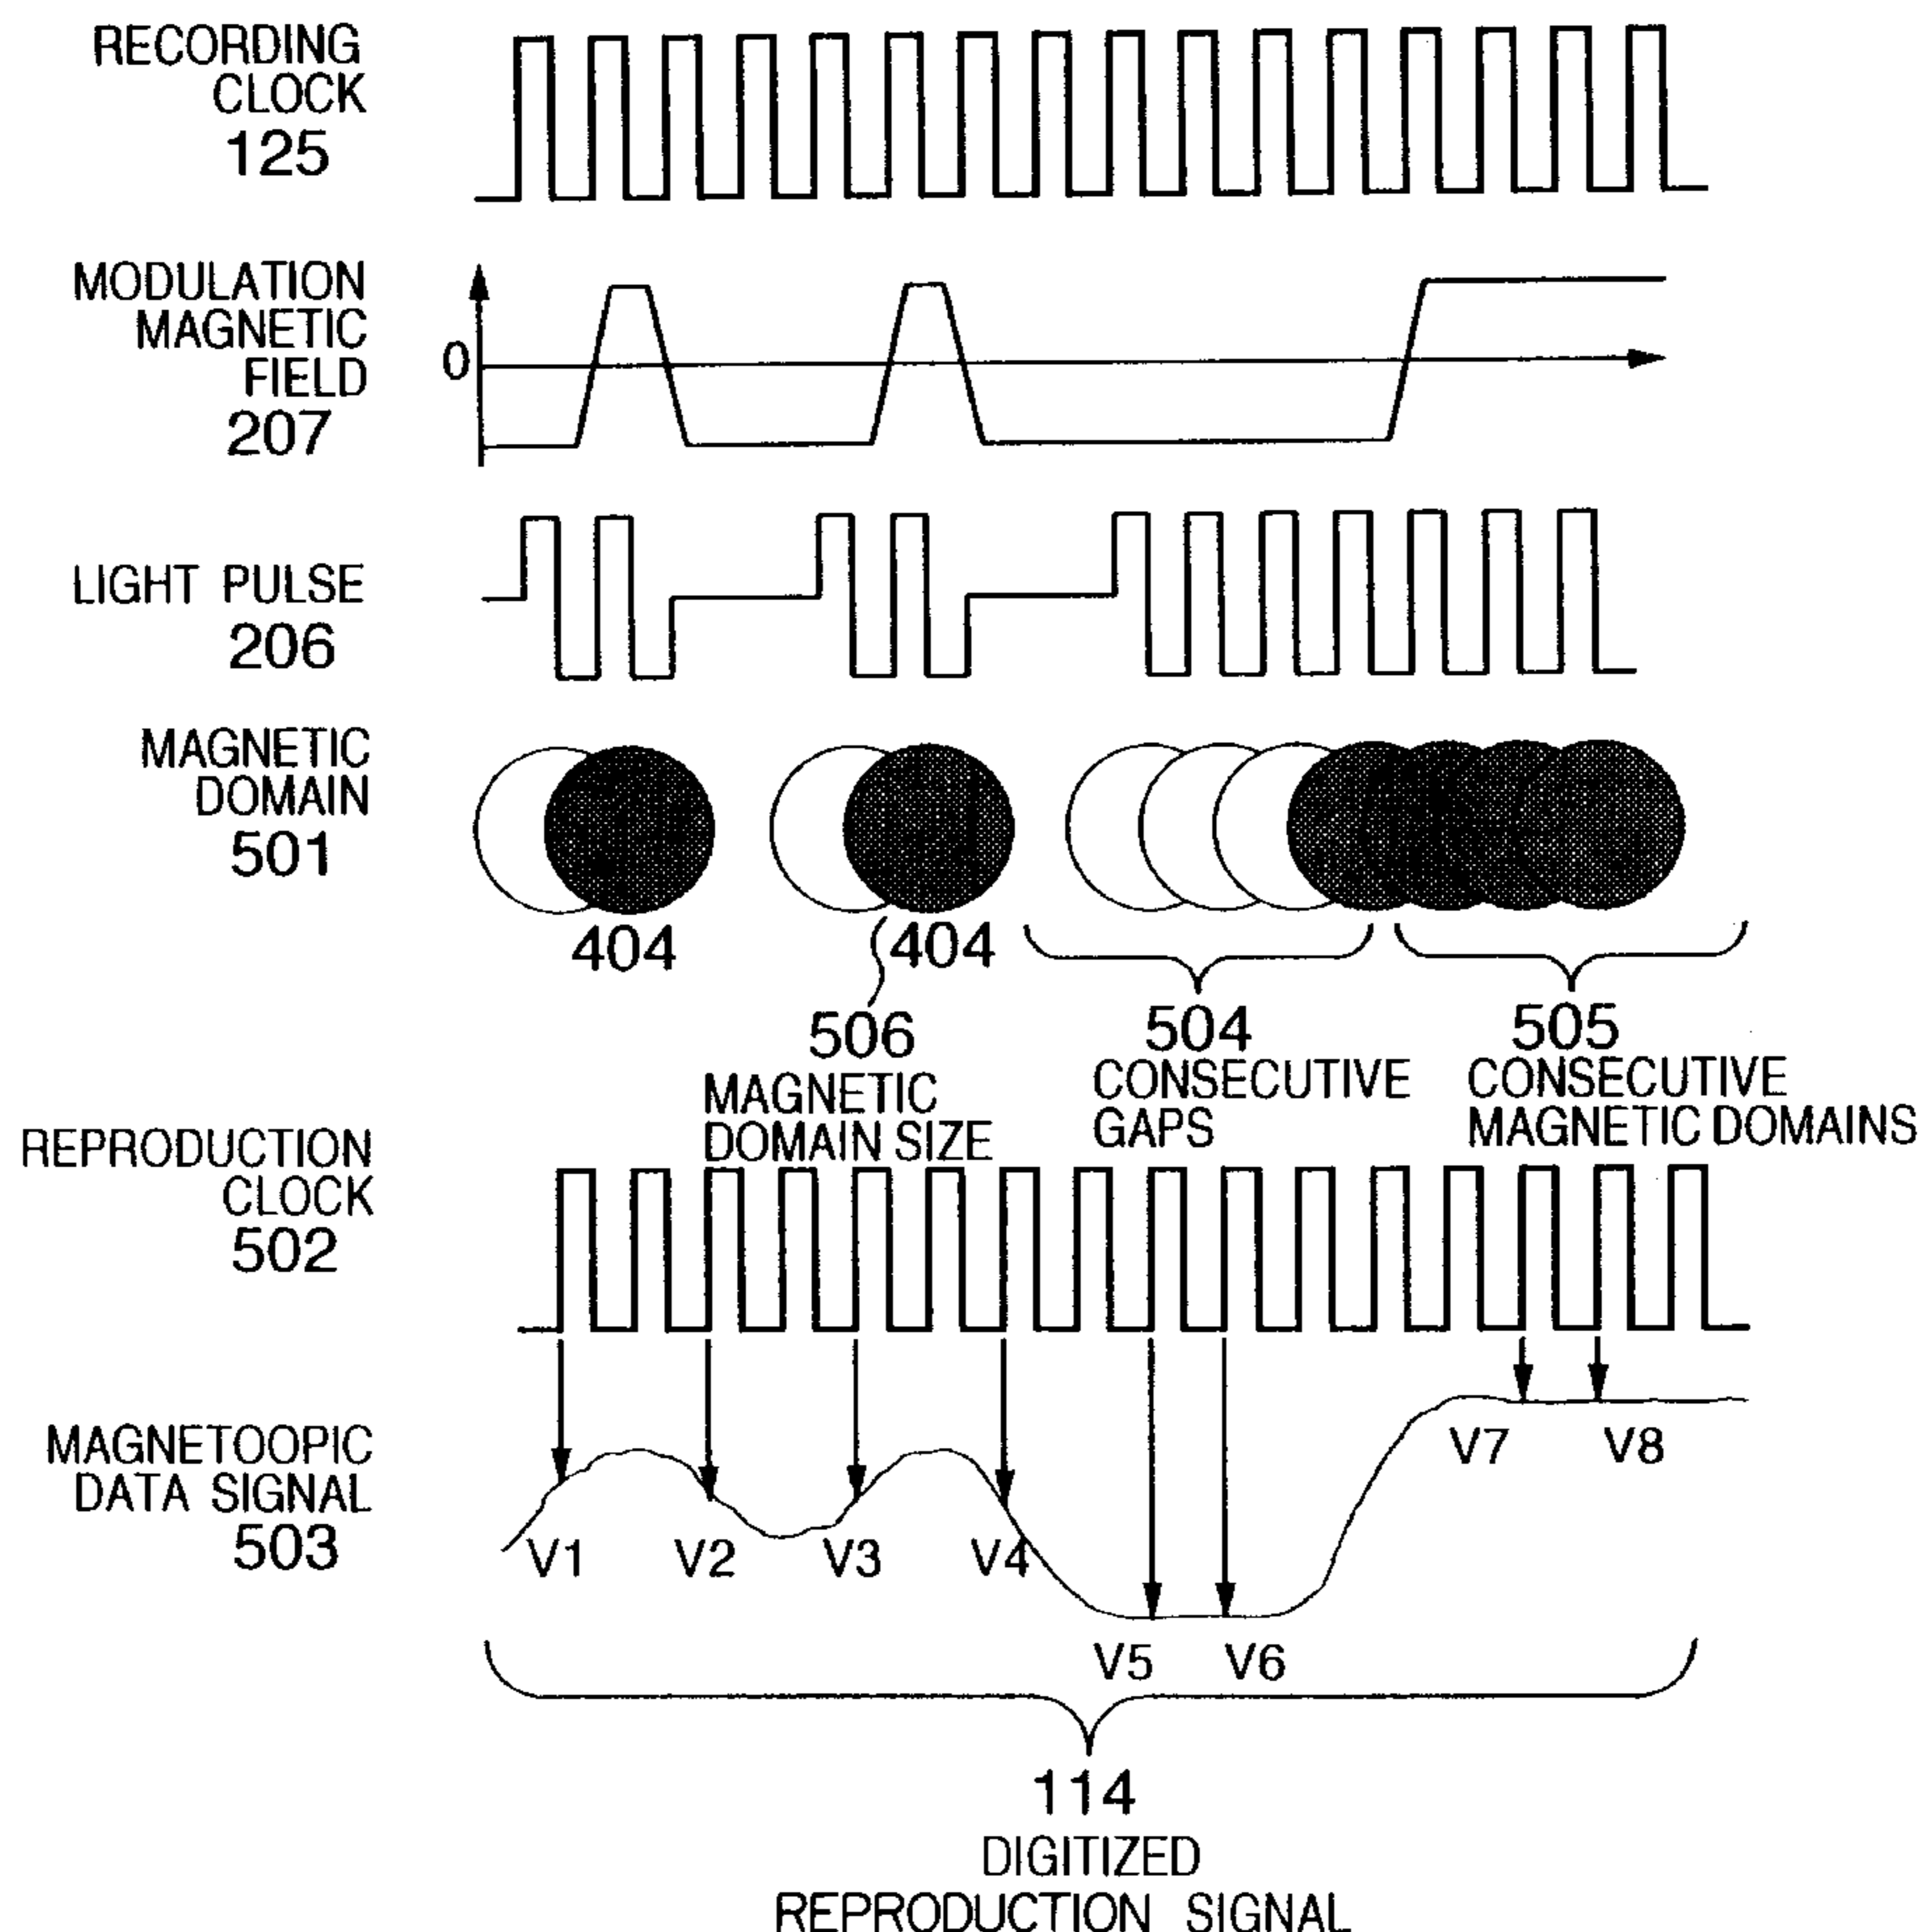 RECORDING
CLOCK
125
MODULATION
MAGNETIC
FIELD
207
0
LIGHT PULSE
206
MAGNETIC
DOMAIN
501
404
404
506
MAGNETIC
DOMAIN SIZE
504
CONSECUTIVE
GAPS
505
CONSECUTIVE
MAGNETIC DOMAINS
REPRODUCTION
CLOCK
502
MAGNETOOPIC
DATA SIGNAL
503
V1
V2
V3
V4
V5
V6
V7
V8
114
DIGITIZED
REPRODUCTION SIGNAL